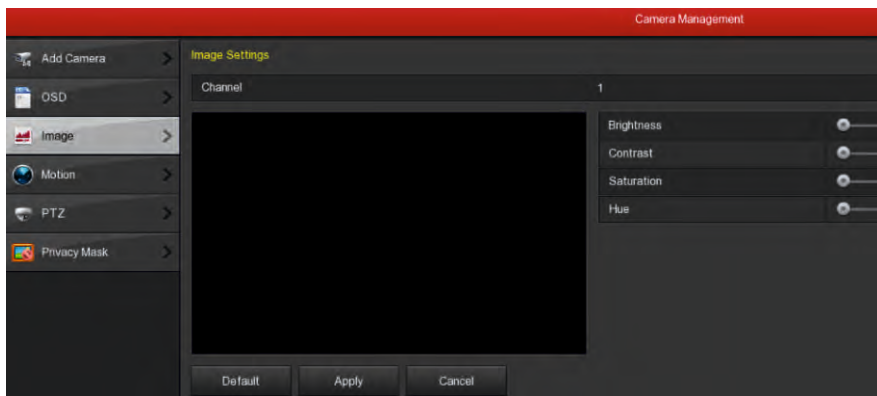 Camera Management
Add Camera
OSD
Image
Motion
PTZ
Privacy Mask
Image Settings
Channel 1
Brightness
Contrast
Saturation
Hue
Default Apply Cancel